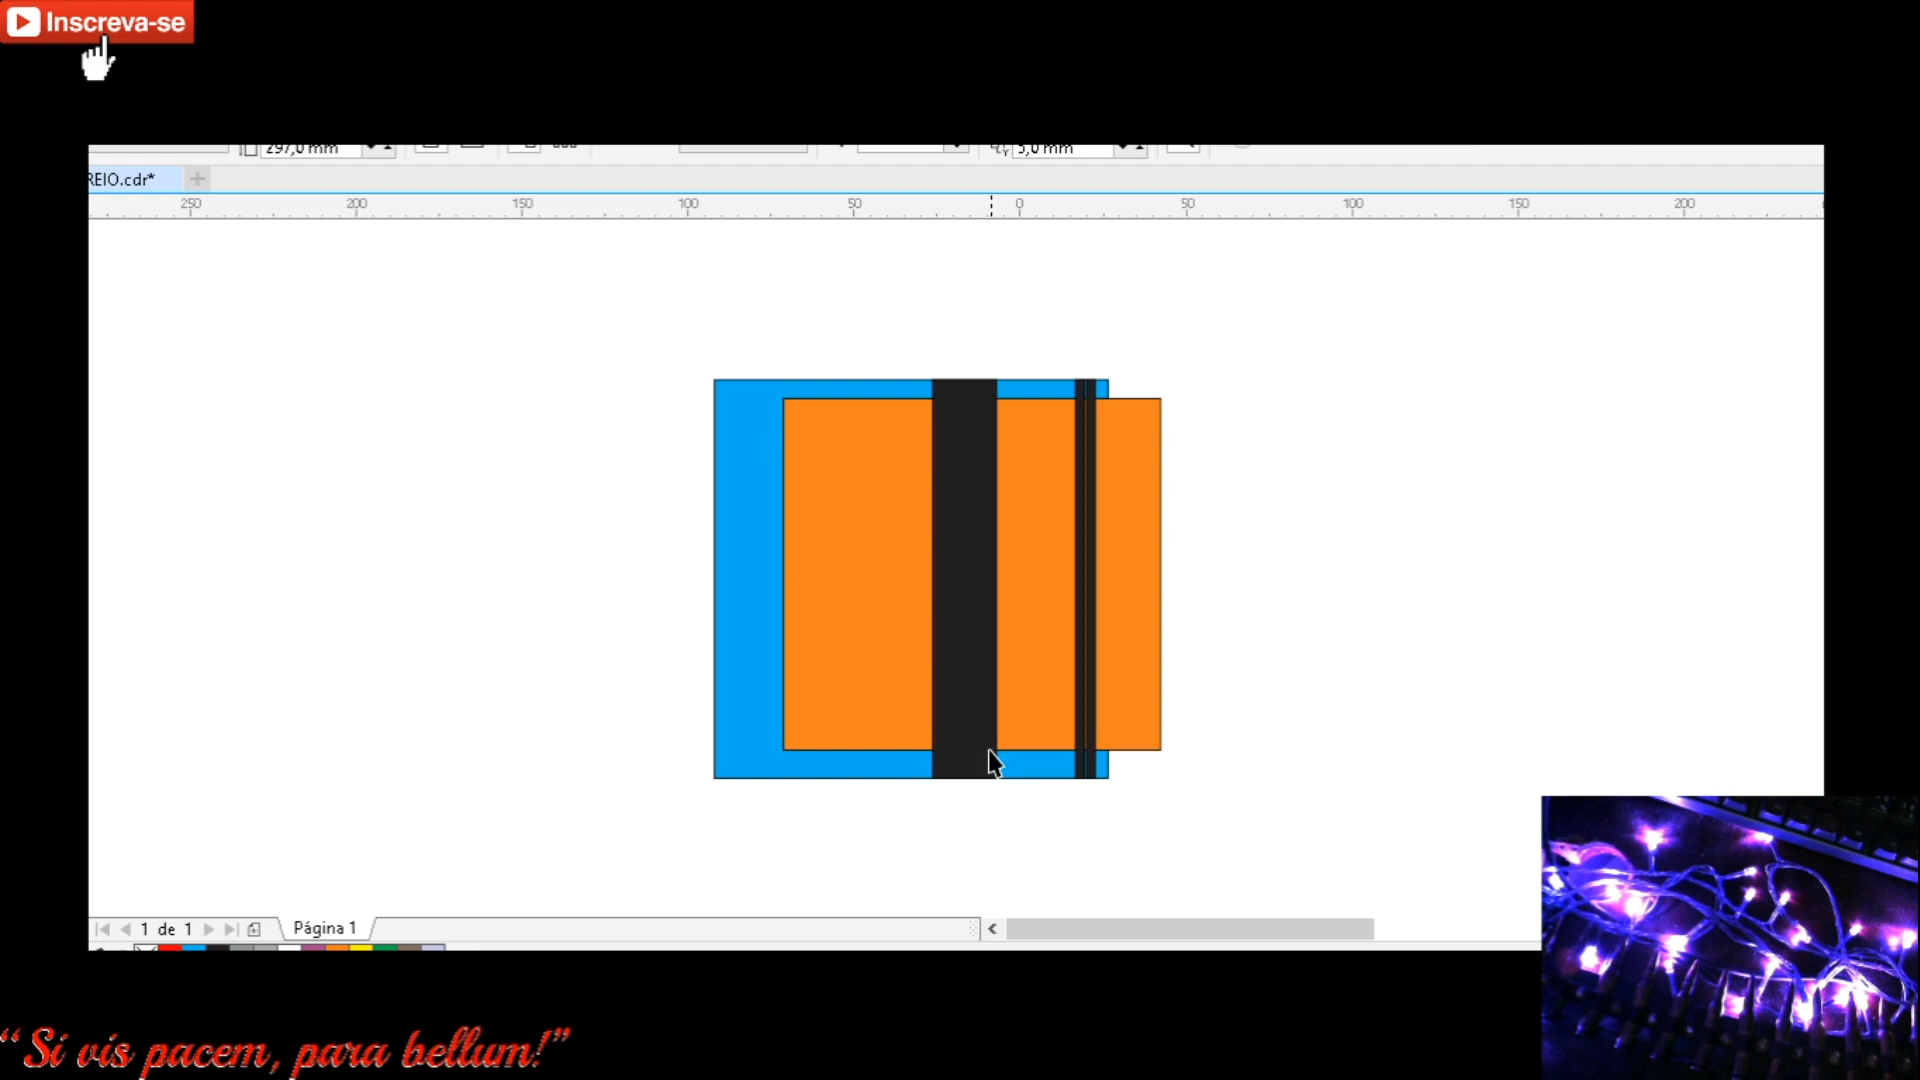 Inscreva-se
297,0 mm
5,0 mm
REIO.cdr*
250 200 150 100 50 0 50 100 150 200
1 de 1
Página 1
“Si vis pacem, para bellum!”